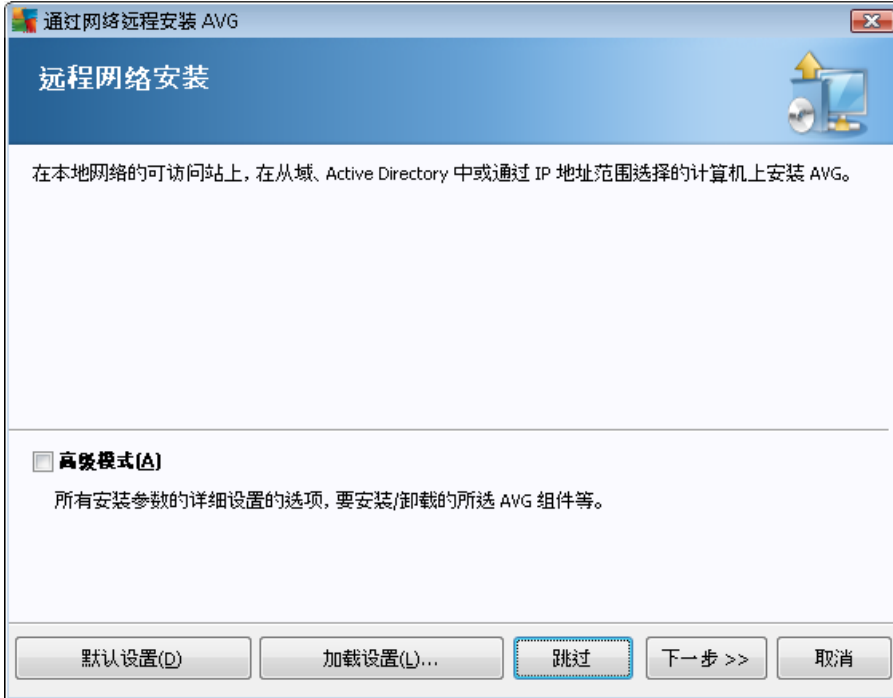 通过网络远程安装 AVG
远程网络安装
在本地网络的可访问站上，在从域、Active Directory 中或通过 IP 地址范围选择的计算机上安装 AVG。
高级模式(A)
所有安装参数的详细设置的选项，要安装/卸载的所选 AVG 组件等。
默认设置(D) 加载设置(L)... 跳过 下一步 >> 取消